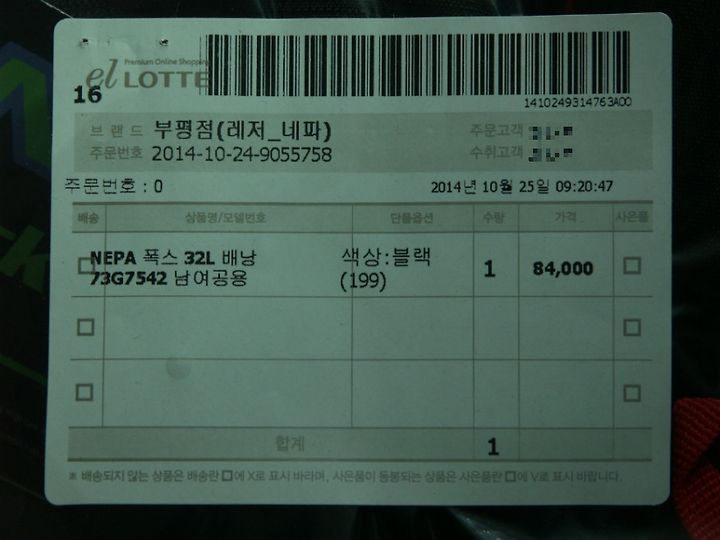 Premium Online Shopping
el LOTTE
16
1410249314763A00
브 랜 드 부평점(레저_네파) 주문고객
주문번호 2014-10-24-9055758 수취고객
주문번호 : 0 2014년 10월 25일 09:20:47
배송 상품명/모델번호 단품옵션 수량 가격 사은품
NEPA 폭스 32L 배낭 색상:블랙 1 84,000
73G7542 남여공용 (199)
합계 1
※ 배송되지 않는 상품은 배송란 □에 X로 표시 바라며, 사은품이 동봉되는 상품은 사은품란 □에 V로 표시 바랍니다.